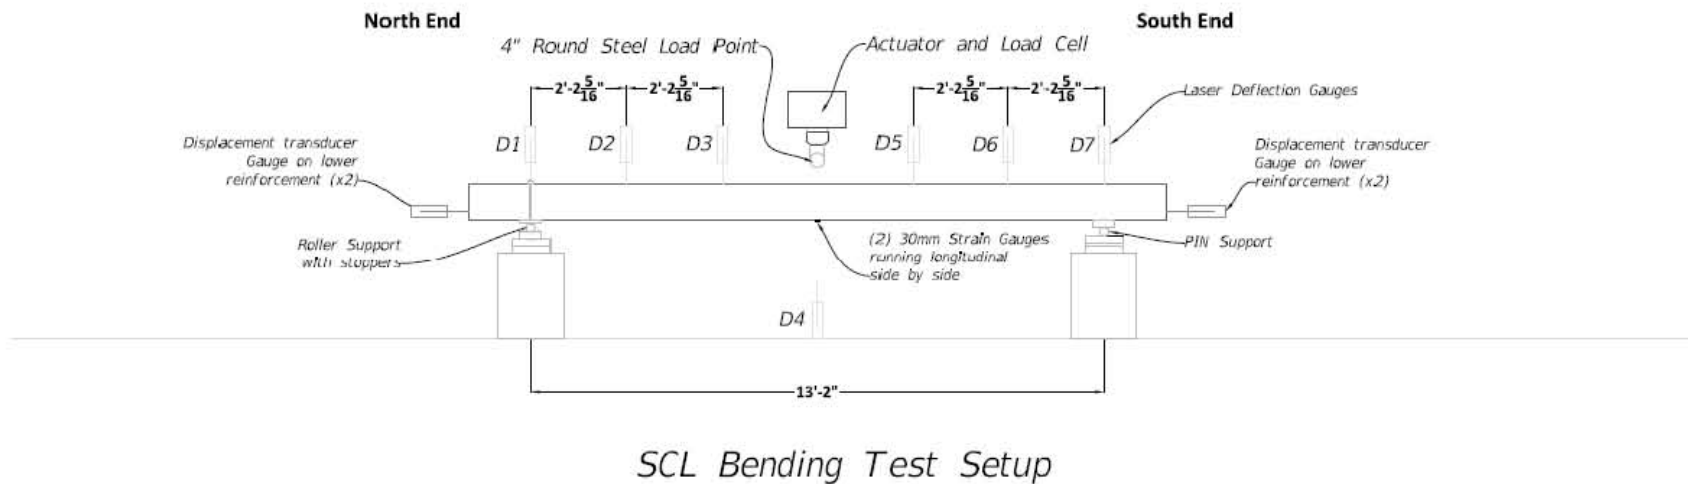 North End
South End
4" Round Steel Load Point
Actuator and Load Cell
2'-2 5/16"
2'-2 5/16"
2'-2 5/16"
2'-2 5/16"
Laser Deflection Gauges
D1
D2
D3
D5
D6
D7
Displacement transducer
Gauge on lower
reinforcement (x2)
Displacement transducer
Gauge on lower
reinforcement (x2)
Roller Support
with stoppers
(2) 30mm Strain Gauges
running longitudinal
side by side
PIN Support
D4
13'-2"
SCL Bending Test Setup